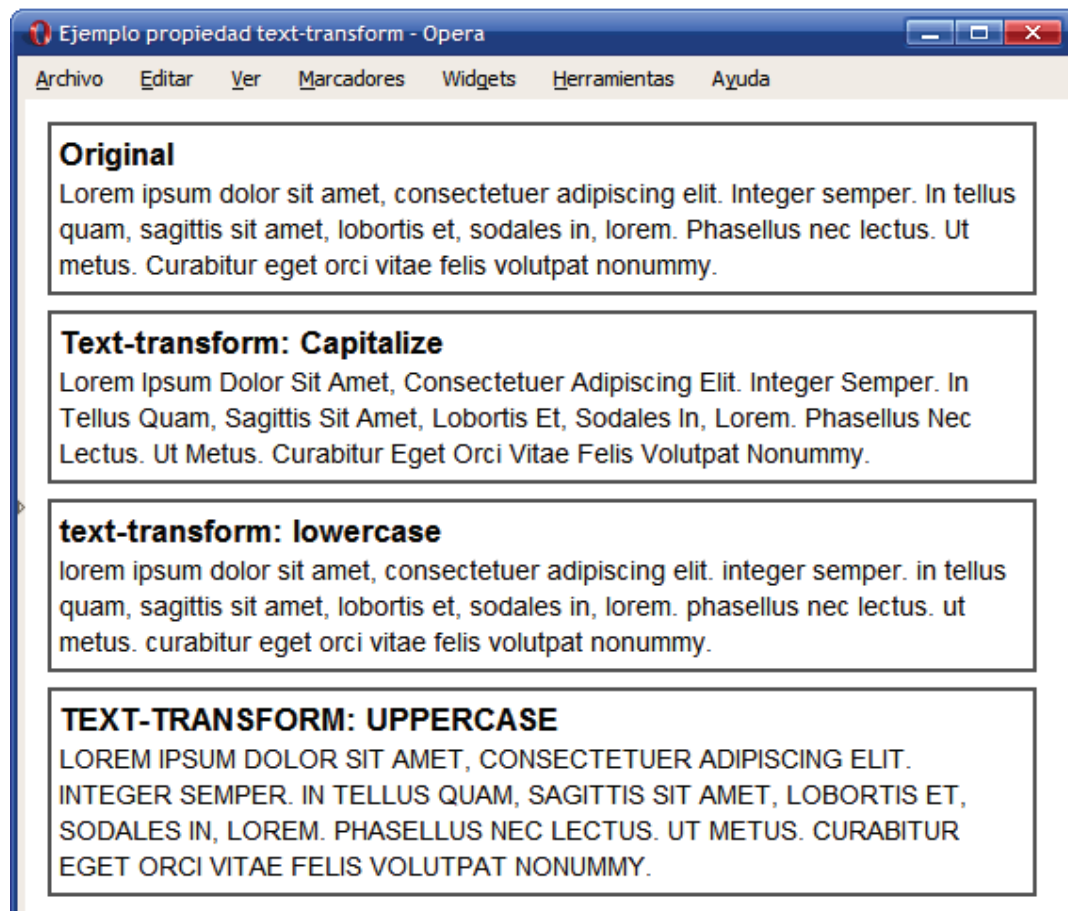 Ejemplo propiedad text-transform - Opera
Archivo Editar Ver Marcadores Widgets Herramientas Ayuda
Original
Lorem ipsum dolor sit amet, consectetuer adipiscing elit. Integer semper. In tellus
quam, sagittis sit amet, lobortis et, sodales in, lorem. Phasellus nec lectus. Ut
metus. Curabitur eget orci vitae felis volutpat nonummy.
Text-transform: Capitalize
Lorem Ipsum Dolor Sit Amet, Consectetuer Adipiscing Elit. Integer Semper. In
Tellus Quam, Sagittis Sit Amet, Lobortis Et, Sodales In, Lorem. Phasellus Nec
Lectus. Ut Metus. Curabitur Eget Orci Vitae Felis Volutpat Nonummy.
text-transform: lowercase
lorem ipsum dolor sit amet, consectetuer adipiscing elit. integer semper. in tellus
quam, sagittis sit amet, lobortis et, sodales in, lorem. phasellus nec lectus. ut
metus. curabitur eget orci vitae felis volutpat nonummy.
TEXT-TRANSFORM: UPPERCASE
LOREM IPSUM DOLOR SIT AMET, CONSECTETUER ADIPISCING ELIT.
INTEGER SEMPER. IN TELLUS QUAM, SAGITTIS SIT AMET, LOBORTIS ET,
SODALES IN, LOREM. PHASELLUS NEC LECTUS. UT METUS. CURABITUR
EGET ORCI VITAE FELIS VOLUTPAT NONUMMY.